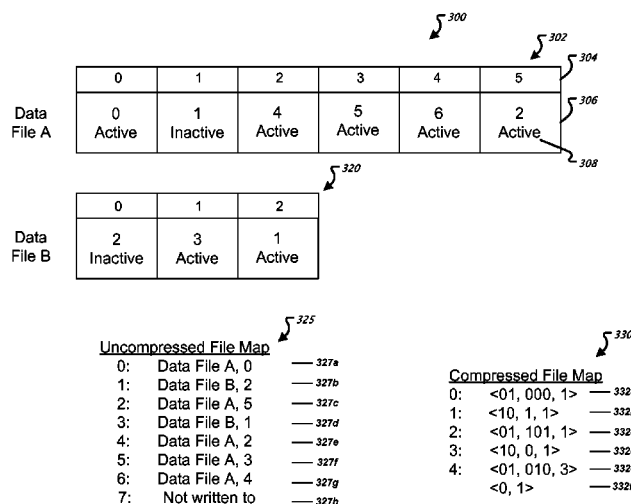 300
302
0 1 2 3 4 5
304
Data File A
0 1 4 5 6 2
Active Inactive Active Active Active Active
306
308
320
0 1 2
Data File B
2 3 1
Inactive Active Active
325
Uncompressed File Map
0: Data File A, 0 327a
1: Data File B, 2 327b
2: Data File A, 5 327c
3: Data File B, 1 327d
4: Data File A, 2 327e
5: Data File A, 3 327f
6: Data File A, 4 327g
7: Not written to 327h
330
Compressed File Map
0: <01, 000, 1>
1: <10, 1, 1>
2: <01, 101, 1>
3: <10, 0, 1>
4: <01, 010, 3>
<0, 1>